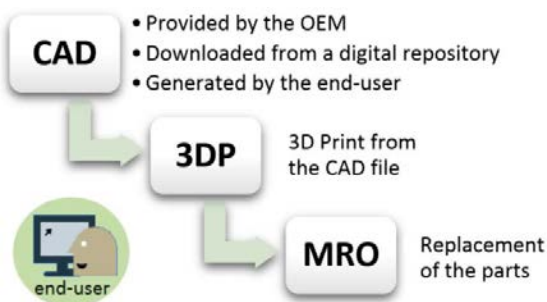 CAD
• Provided by the OEM
• Downloaded from a digital repository
• Generated by the end-user
3DP
3D Print from
the CAD file
MRO
Replacement
of the parts
end-user